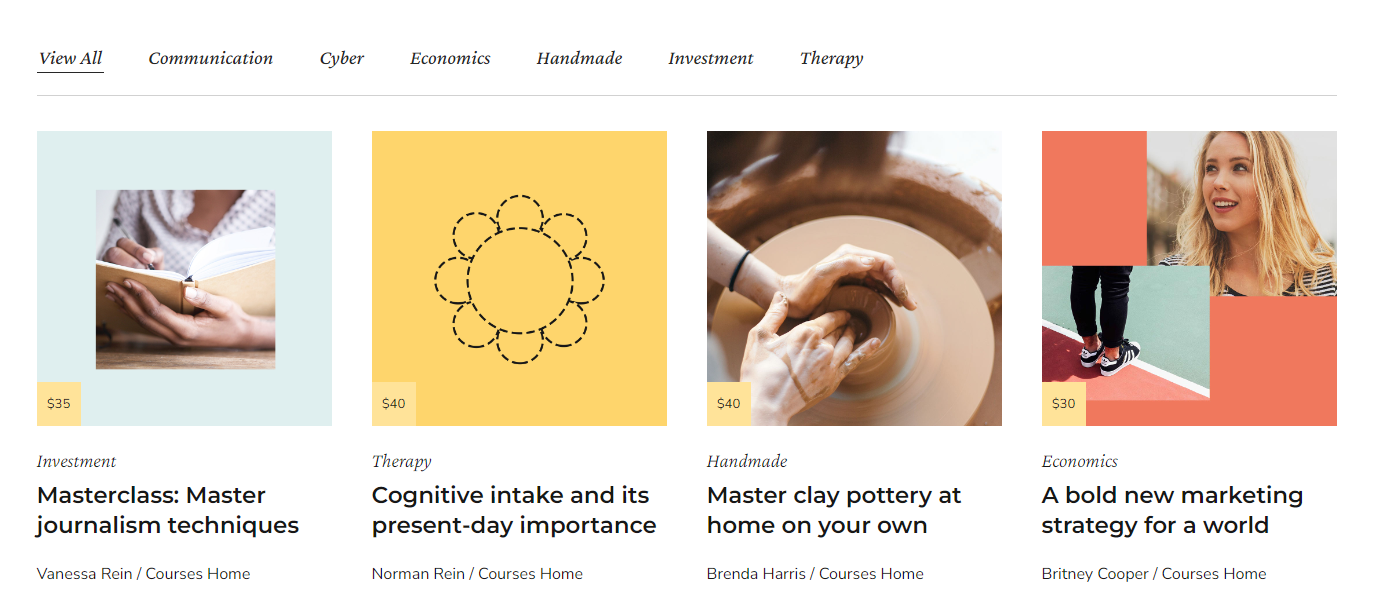 View All Communication Cyber Economics Handmade Investment Therapy
$35
$40
$40
$30
Investment
Masterclass: Master
journalism techniques
Vanessa Rein / Courses Home
Therapy
Cognitive intake and its
present-day importance
Norman Rein / Courses Home
Handmade
Master clay pottery at
home on your own
Brenda Harris / Courses Home
Economics
A bold new marketing
strategy for a world
Britney Cooper / Courses Home